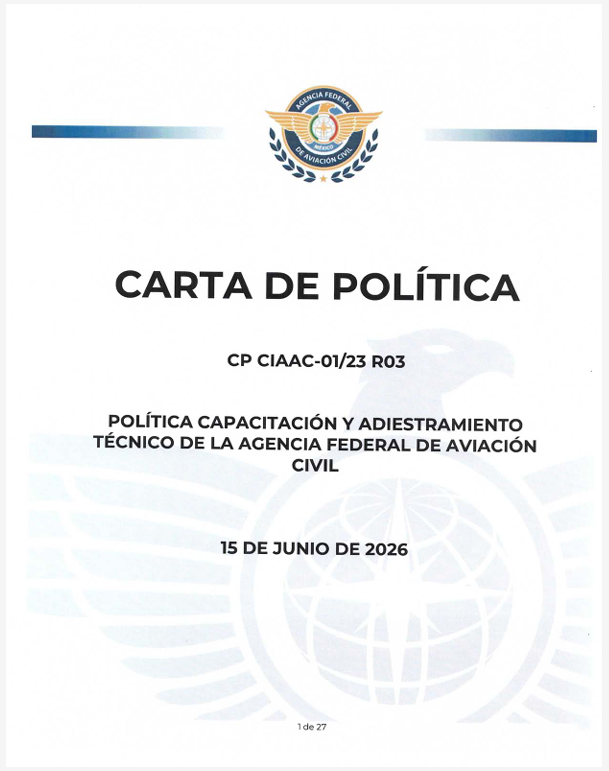 AGENCIA FEDERAL
DE AVIACIÓN CIVIL
MÉXICO
CARTA DE POLÍTICA
CP CIAAC-01/23 R03
POLÍTICA CAPACITACIÓN Y ADIESTRAMIENTO
TÉCNICO DE LA AGENCIA FEDERAL DE AVIACIÓN
CIVIL
15 DE JUNIO DE 2026
1 de 27